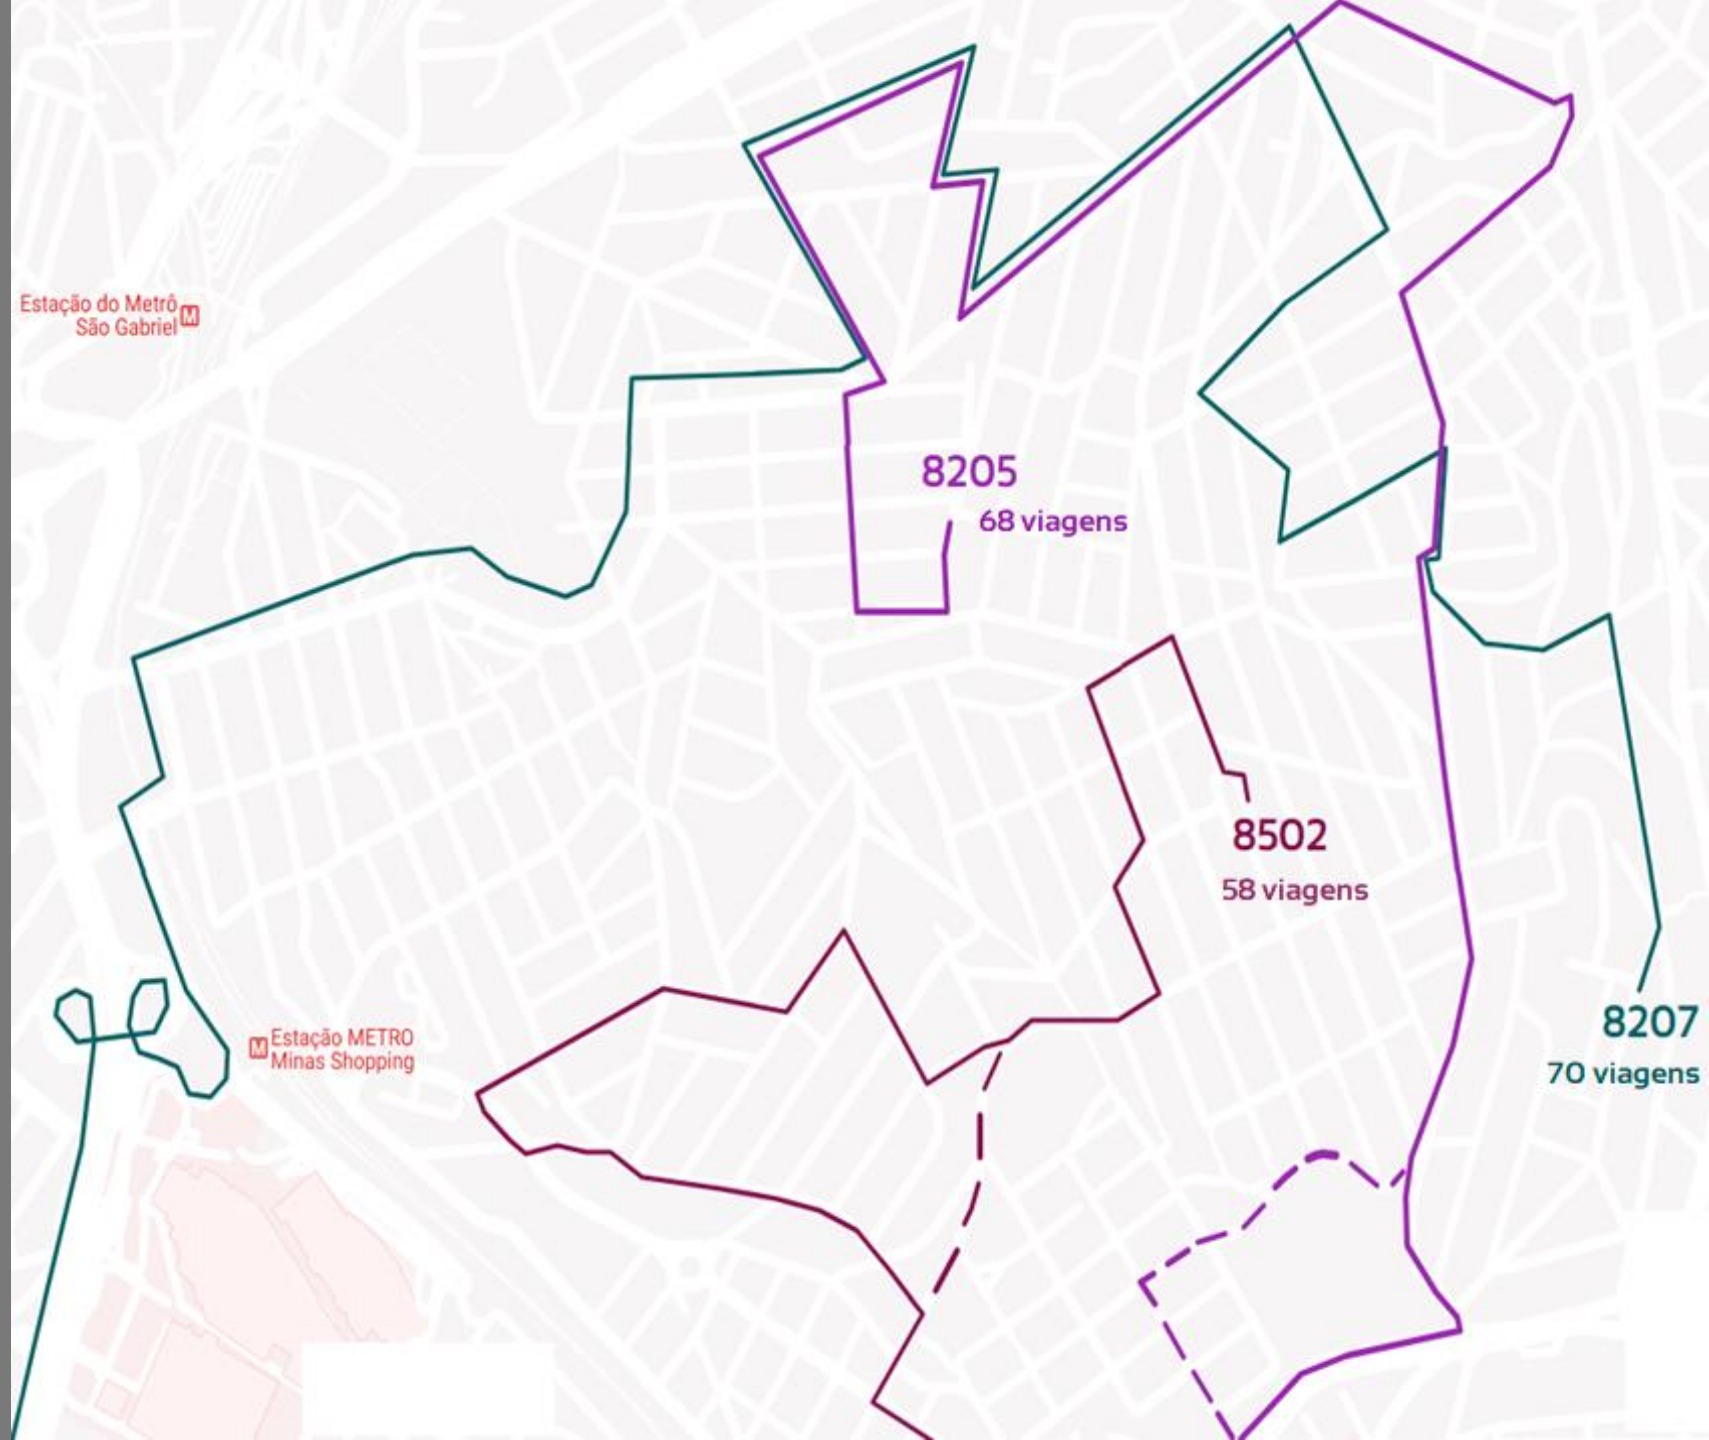 Estação do Metrô
São Gabriel M
8205
68 viagens
8502
58 viagens
8207
70 viagens
M Estação METRO
Minas Shopping